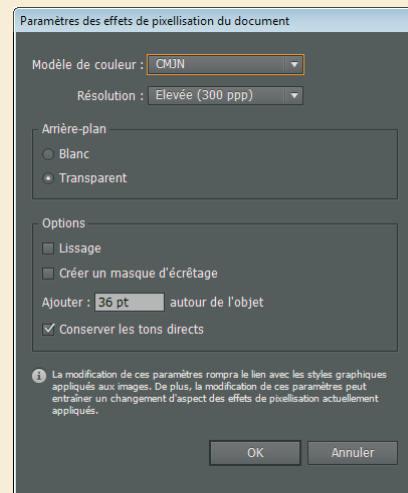 Paramètres des effets de pixellisation du document
Modèle de couleur : CMJN
Résolution : Elevée (300 ppp)
Arrière-plan
Blanc
Transparent
Options
Lissage
Créer un masque d'écrêtage
Ajouter : 36 pt autour de l'objet
Conserver les tons directs
La modification de ces paramètres rompra le lien avec les styles graphiques
appliqués aux images. De plus, la modification de ces paramètres peut
entraîner un changement d'aspect des effets de pixellisation actuellement
appliqués.
OK Annuler